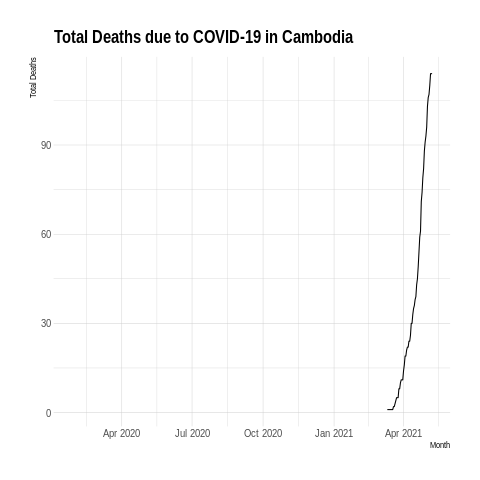 Total Deaths due to COVID-19 in Cambodia
Total Deaths
90
60
30
0
Apr 2020 Jul 2020 Oct 2020 Jan 2021 Apr 2021
Month